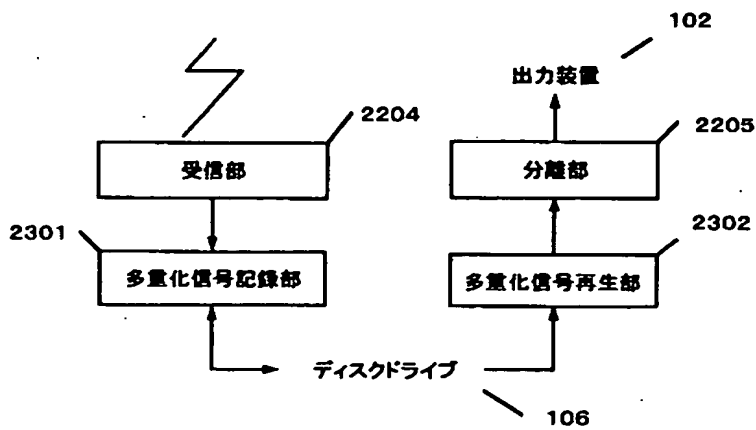 102
出力装置
2204
受信部
2205
分離部
2301
多重化信号記録部
2302
多重化信号再生部
ディスクドライブ
106